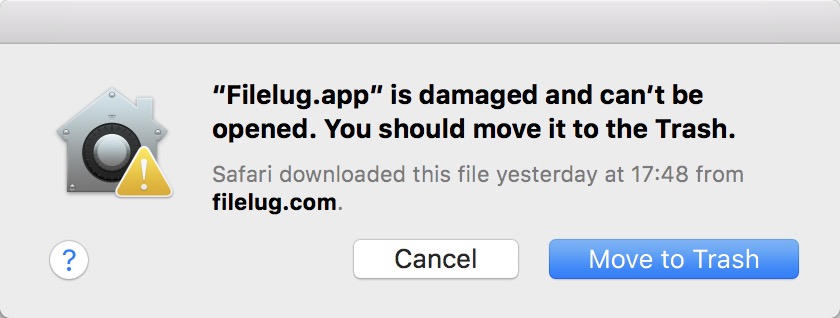 “Filelug.app” is damaged and can’t be
opened. You should move it to the Trash.
Safari downloaded this file yesterday at 17:48 from
filelug.com.
?
Cancel
Move to Trash